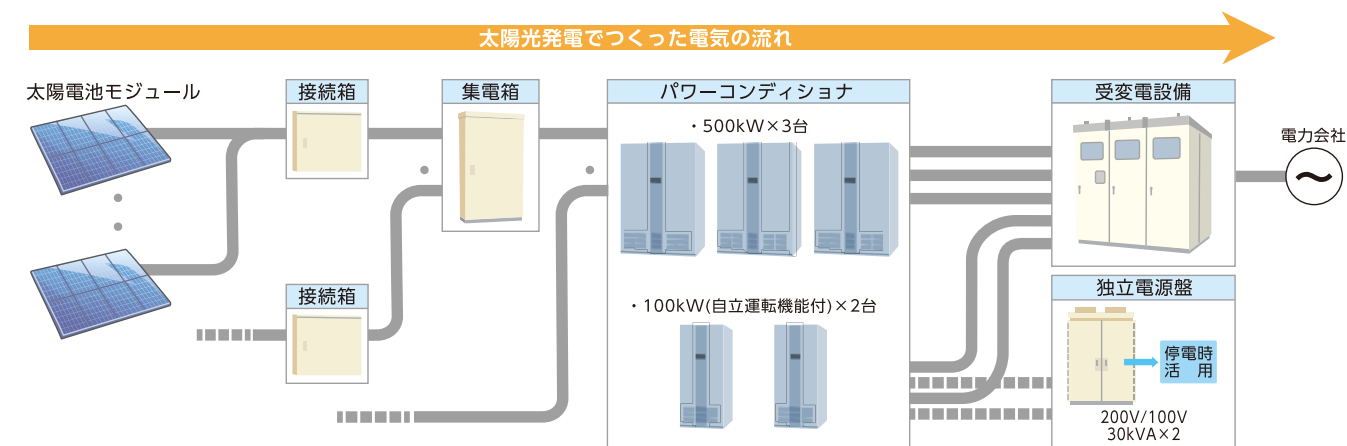 太陽光発電でつくった電気の流れ
太陽電池モジュール
接続箱
集電箱
パワーコンディショナ
受変電設備
・500kW×3台
電力会社
接続箱
・100kW(自立運転機能付)×2台
独立電源盤
停電時
活　用
200V/100V
30kVA×2